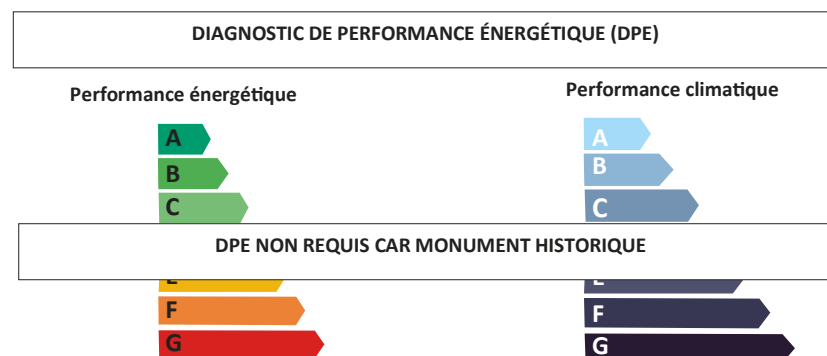 DIAGNOSTIC DE PERFORMANCE ÉNERGÉTIQUE (DPE)
Performance énergétique
Performance climatique
A
B
C
DPE NON REQUIS CAR MONUMENT HISTORIQUE
E
F
G
A
B
C
E
F
G